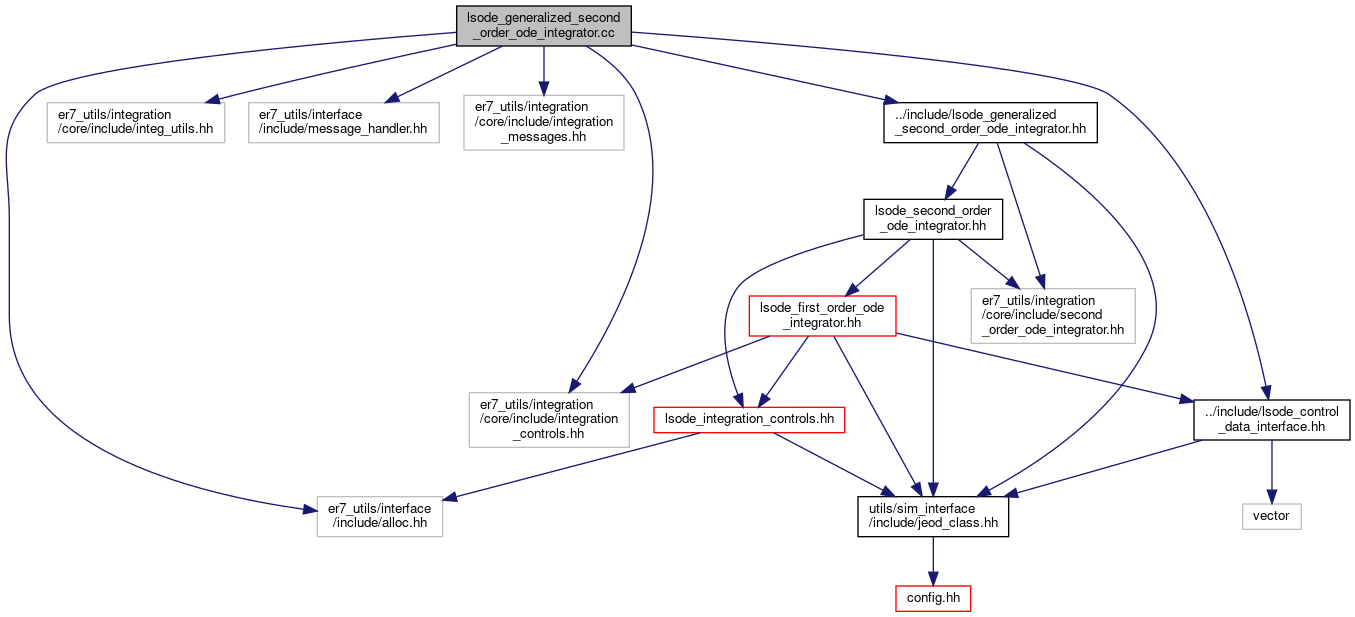 lsode_generalized_second
_order_ode_integrator.cc
er7_utils/integration
/core/include/integ_utils.hh
er7_utils/interface
/include/message_handler.hh
er7_utils/integration
/core/include/integration
_messages.hh
../include/lsode_generalized
_second_order_ode_integrator.hh
lsode_second_order
_ode_integrator.hh
lsode_first_order_ode
_integrator.hh
er7_utils/integration
/core/include/second
_order_ode_integrator.hh
er7_utils/integration
/core/include/integration
_controls.hh
lsode_integration_controls.hh
../include/lsode_control
_data_interface.hh
er7_utils/interface
/include/alloc.hh
utils/sim_interface
/include/jeod_class.hh
vector
config.hh